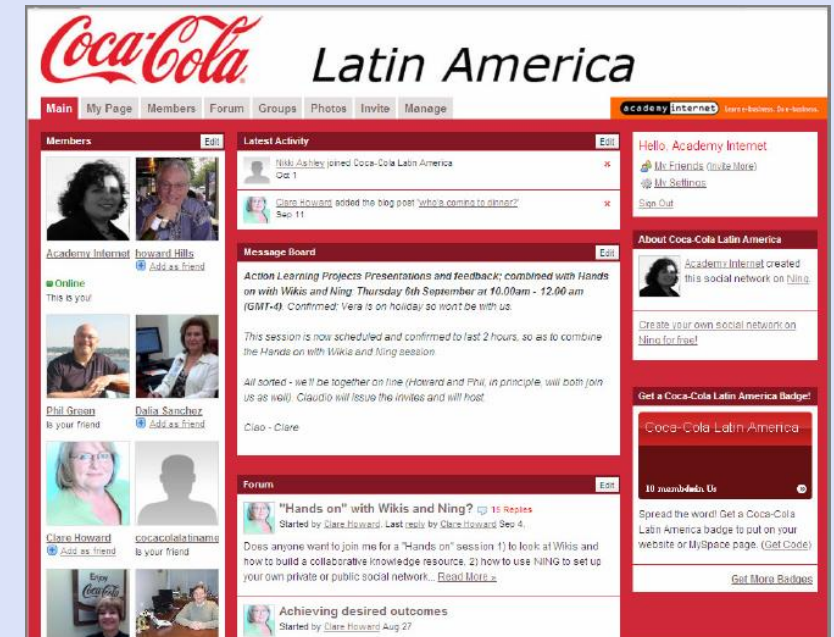 Coca-Cola Latin America
Main My Page Members Forum Groups Photos Invite Manage
academy internet Learn e-business. Do e-business.
Members Edit
Academy Internet howard Hills
Add as friend
Online
This is you!
Phil Green Dalia Sanchez
Is your friend Add as friend
Clare Howard cocacolalatiname
Add as friend Is your friend
Enjoy
Coca-Cola
Latest Activity Edit
Nikki Ashley joined Coca-Cola Latin America
Oct 1
Clare Howard added the blog post 'who's coming to dinner?'
Sep 11
Message Board Edit
Action Learning Projects Presentations and feedback; combined with Hands
on with Wikis and Ning. Thursday 6th September at 10.00am - 12.00 am
(GMT-4). Confirmed; Vera is on holiday so won't be with us.
This session is now scheduled and confirmed to last 2 hours, so as to combine
the Hands on with Wikis and Ning session.
All sorted - we'll be together on line (Howard and Phil, in principle, will both join
us as well). Claudio will issue the invites and will host.
Ciao - Clare
Forum Edit
"Hands on" with Wikis and Ning? 15 Replies
Started by Clare Howard. Last reply by Clare Howard Sep 4.
Does anyone want to join me for a "Hands on" session 1) to look at Wikis and
how to build a collaborative knowledge resource. 2) how to use NING to set up
your own private or public social network... Read More »
Achieving desired outcomes
Started by Clare Howard Aug 27
Hello, Academy Internet
My Friends (Invite More)
My Settings
Sign Out
About Coca-Cola Latin America
Academy Internet created
this social network on Ning.
Create your own social network on
Ning for free!
Get a Coca-Cola Latin America Badge!
Coca-Cola Latin America
10 members Us
Spread the word! Get a Coca-Cola
Latin America badge to put on your
website or MySpace page. (Get Code)
Get More Badges